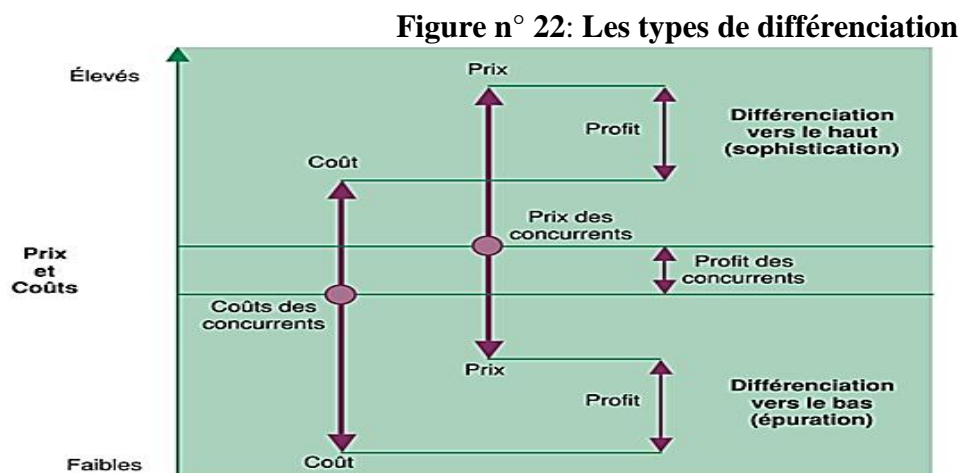 Figure n° 22: Les types de différenciation
Élevés
Prix
Profit
Différenciation
vers le haut
(sophistication)
Coût
Prix des
concurrents
Prix
et
Coûts
Profit des
concurrents
Coûts des
concurrents
Prix
Profit
Différenciation
vers le bas
(épuration)
Faibles
Coût